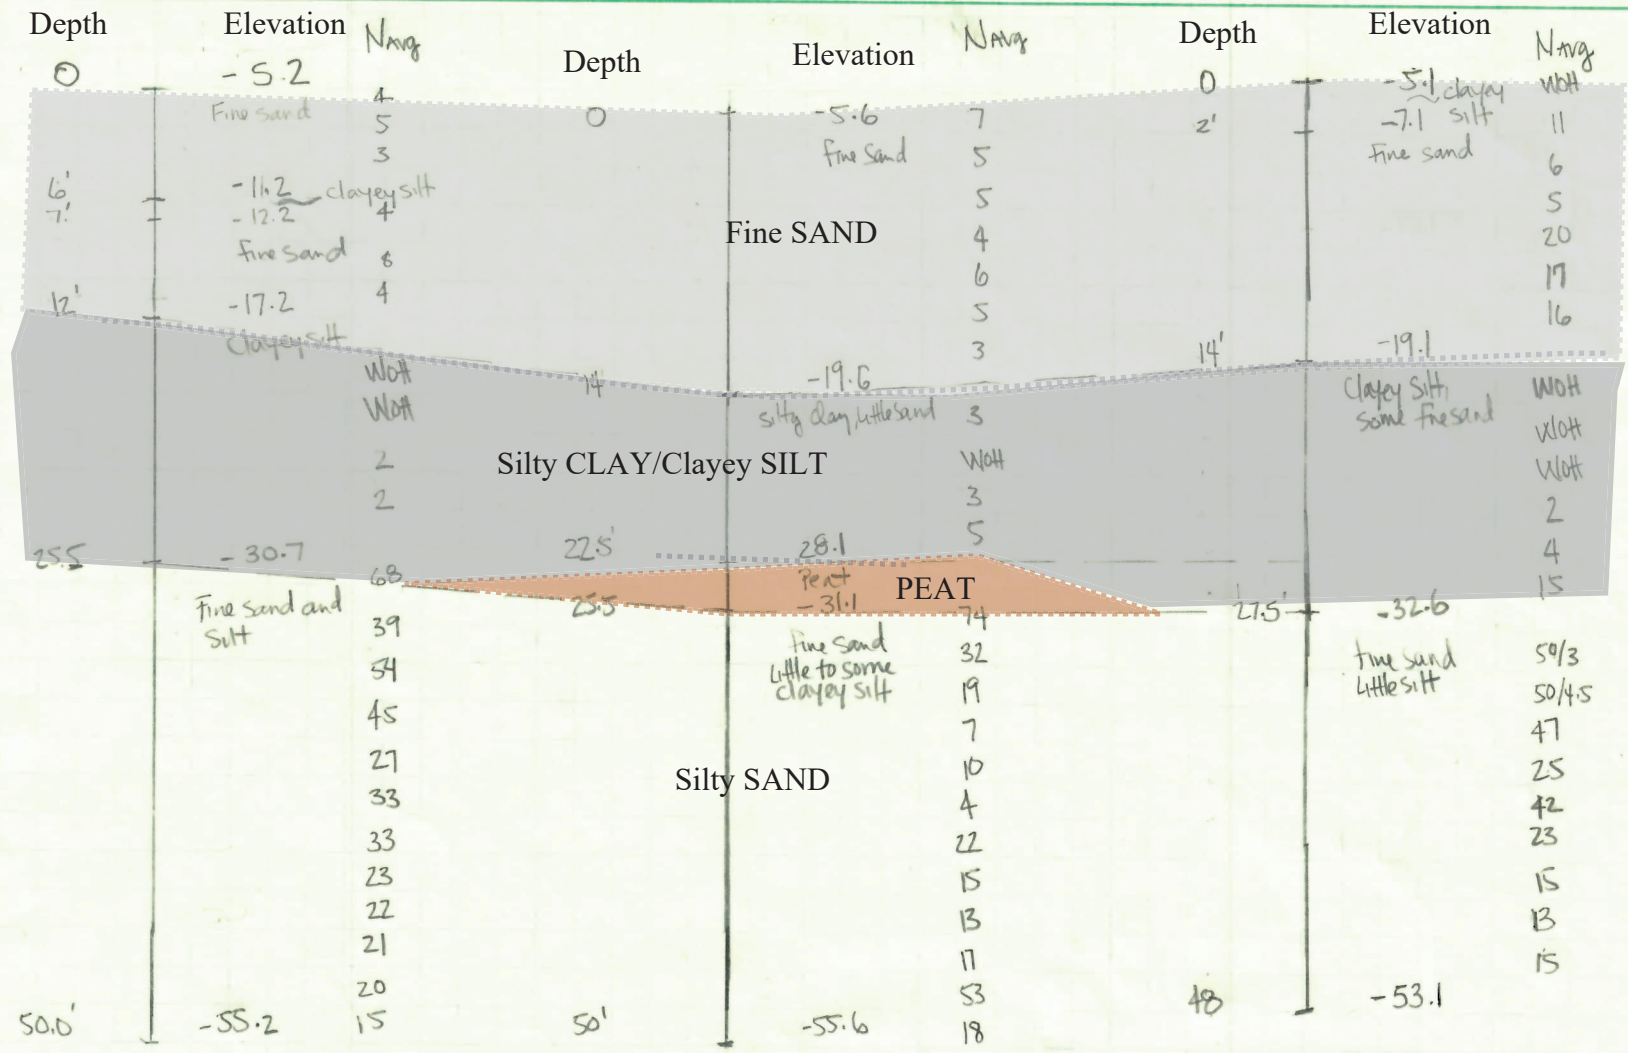 Depth Elevation NAvg Depth Elevation NAvg Depth Elevation NAvg
0 -5.2 0 -5.1 clayey silt WOH
4
Fine sand 5 0 -5.6 7 2' -7.1 11
3 Fine Sand 5 Fine sand 6
6' -11.2 clayey silt 5 5
7' -12.2 4
Fine SAND 4 20
Fine sand 8 6 17
12' -17.2 4 5 16
Clayey silt 3 14' -19.1
WOH 14 -19.6 Clayey Silt, WOH
WOH silty clay, little sand 3 some fine sand WOH
2 Silty CLAY/Clayey SILT WOH WOH
2 3 2
5
25.5 -30.7 22.5' 28.1 4
68 Peat PEAT 15
Fine sand and 25.5 -31.1 74 27.5' -32.6
Silt 39 Fine Sand 32 Fine sand 50/3
54 Little to some 19 Little silt 50/4.5
45 clayey silt 7 47
27 Silty SAND 10 25
33 4 42
33 22 23
23 15 15
22 13 13
21 17 15
20 53 48 -53.1
50.0' -55.2 15 50' -55.6 18